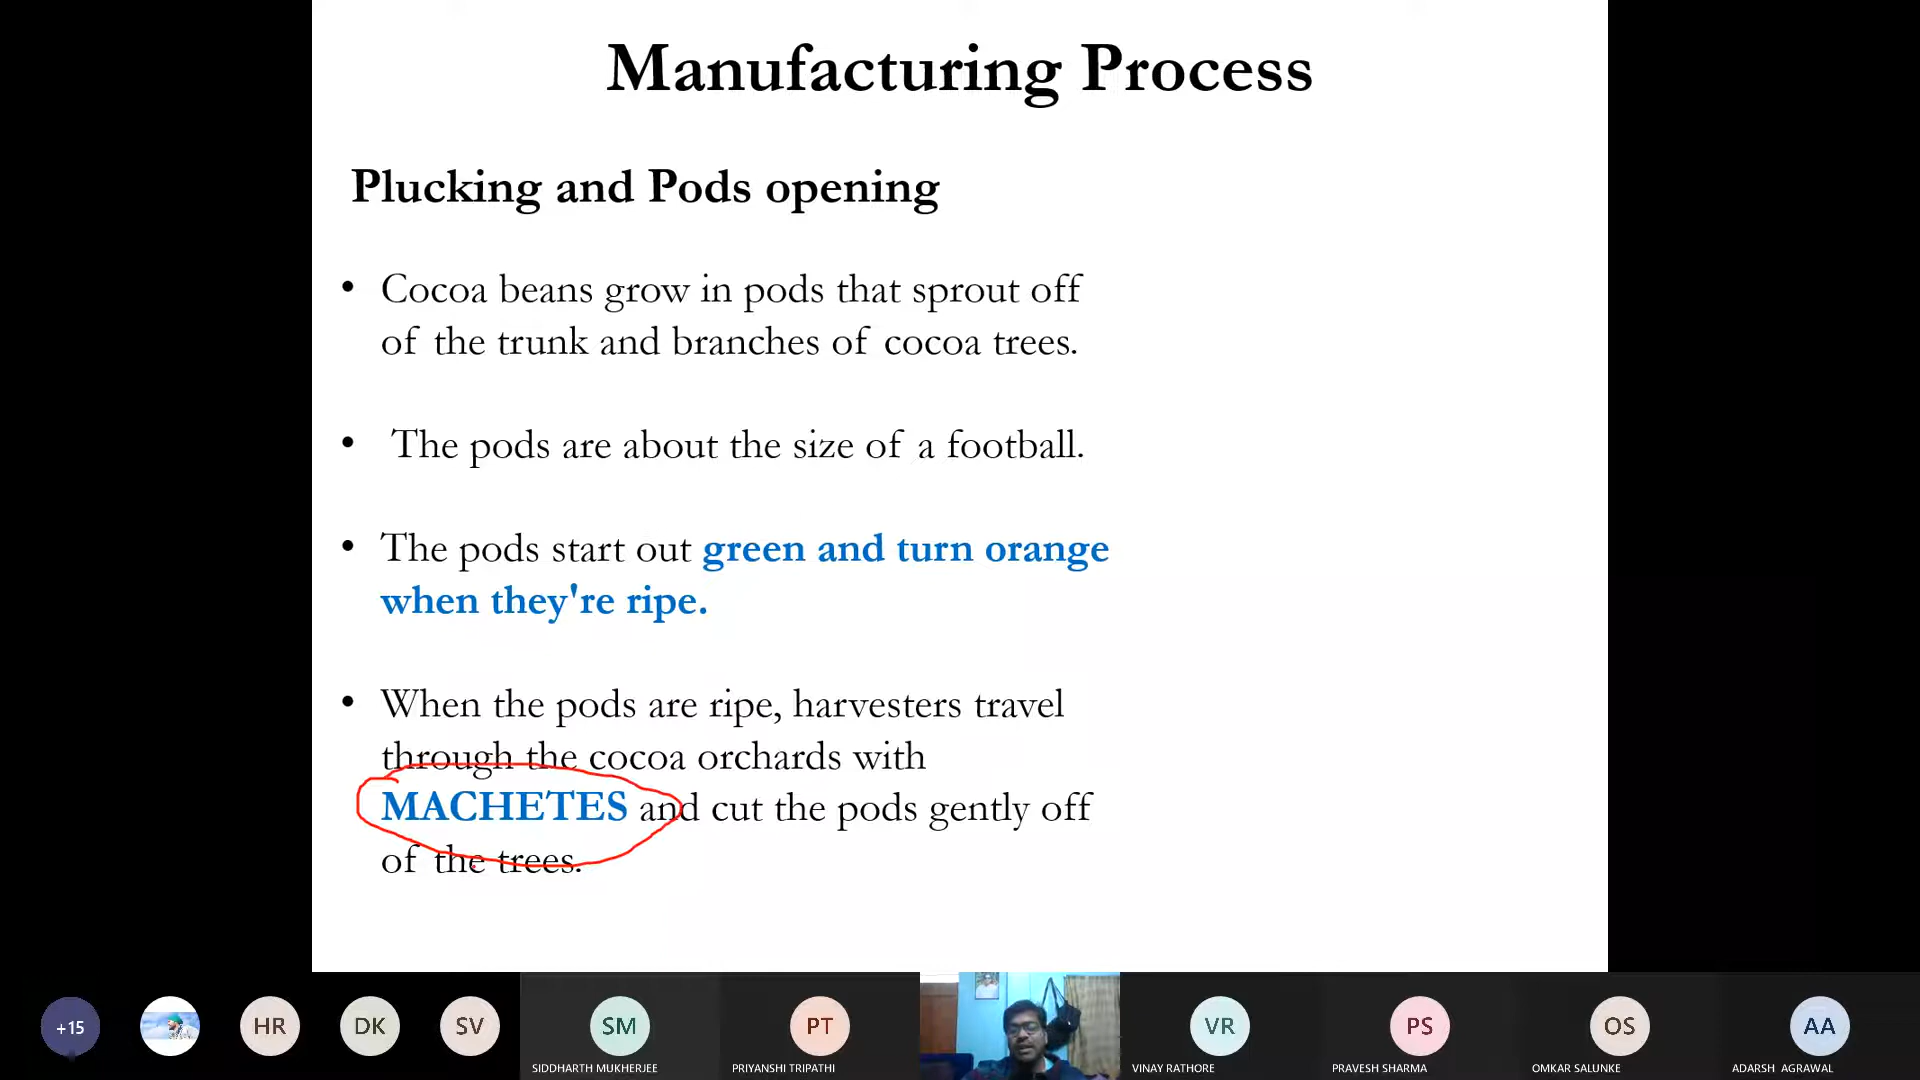 Manufacturing Process
Plucking and Pods opening
• Cocoa beans grow in pods that sprout off
of the trunk and branches of cocoa trees.
• The pods are about the size of a football.
• The pods start out green and turn orange
when they're ripe.
• When the pods are ripe, harvesters travel
through the cocoa orchards with
MACHETES and cut the pods gently off
of the trees.
+15
HR
DK
SV
SM
PT
VR
PS
OS
AA
SIDDHARTH MUKHERJEE
PRIYANSHI TRIPATHI
VINAY RATHORE
PRAVESH SHARMA
OMKAR SALUNKE
ADARSH AGRAWAL